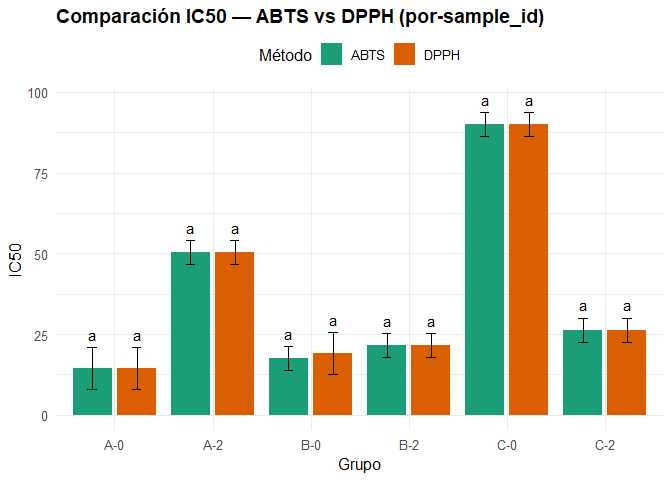 Comparación IC50 — ABTS vs DPPH (por-sample_id)
Método ABTS DPPH
IC50
100
75
50
25
0
a a
a a
a a
a a
a a
a a
A-0 A-2 B-0 B-2 C-0 C-2
Grupo